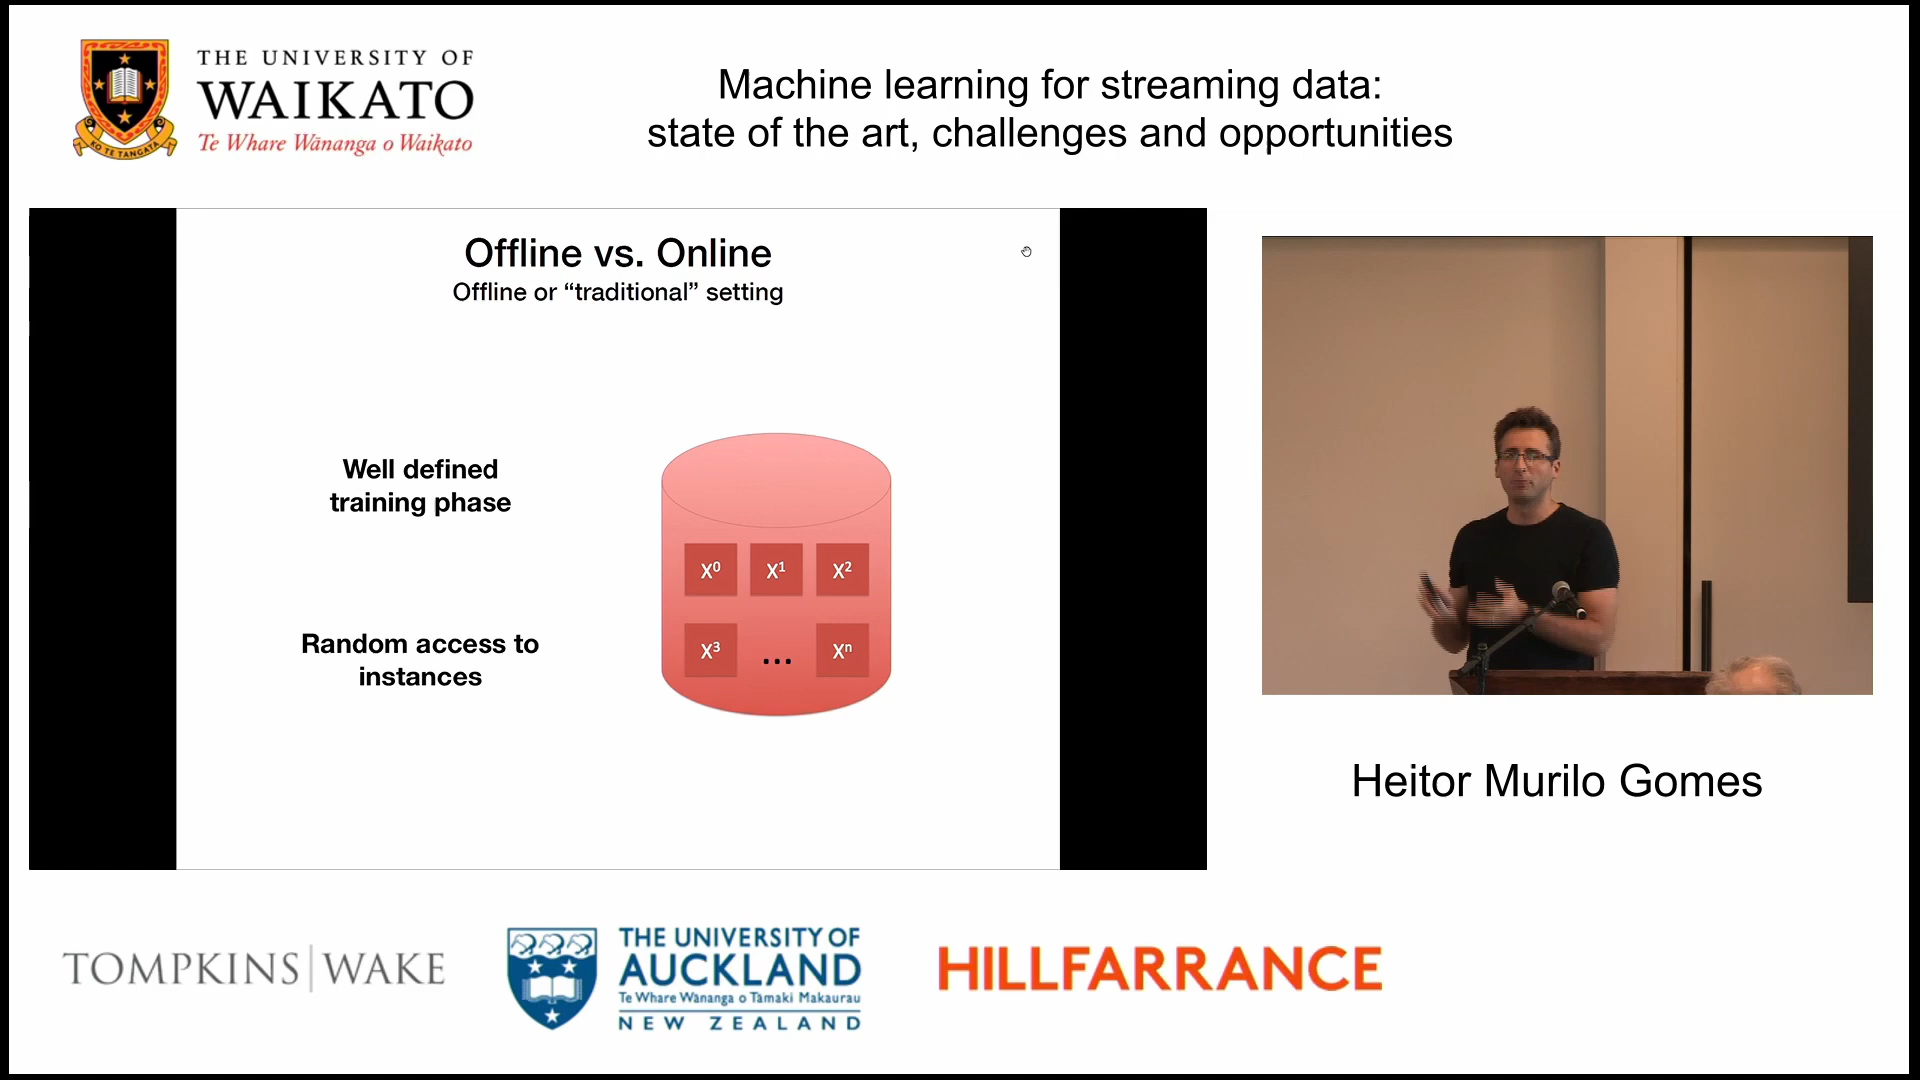 THE UNIVERSITY OF
WAIKATO
Te Whare Wānanga o Waikato
KO TE TANGATA
Machine learning for streaming data:
state of the art, challenges and opportunities
Offline vs. Online
Offline or “traditional” setting
Well defined
training phase
Random access to
instances
X⁰ X¹ X²
X³ ... Xⁿ
Heitor Murilo Gomes
TOMPKINS|WAKE
THE UNIVERSITY OF
AUCKLAND
Te Whare Wānanga o Tāmaki Makaurau
NEW ZEALAND
HILLFARRANCE